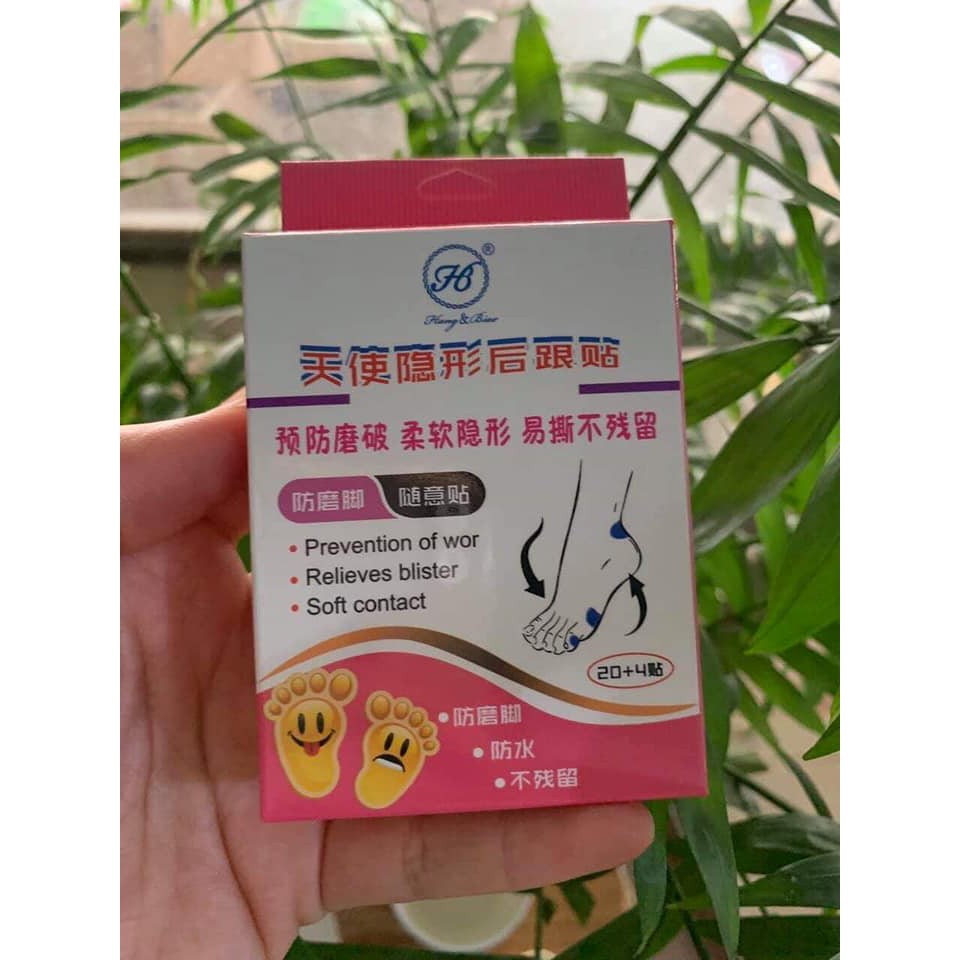 HB
®
Hang & Biao
天使隐形后跟贴
预防磨破 柔软隐形 易撕不残留
防磨脚 随意贴
• Prevention of wor
• Relieves blister
• Soft contact
20+4贴
• 防磨脚
• 防水
• 不残留